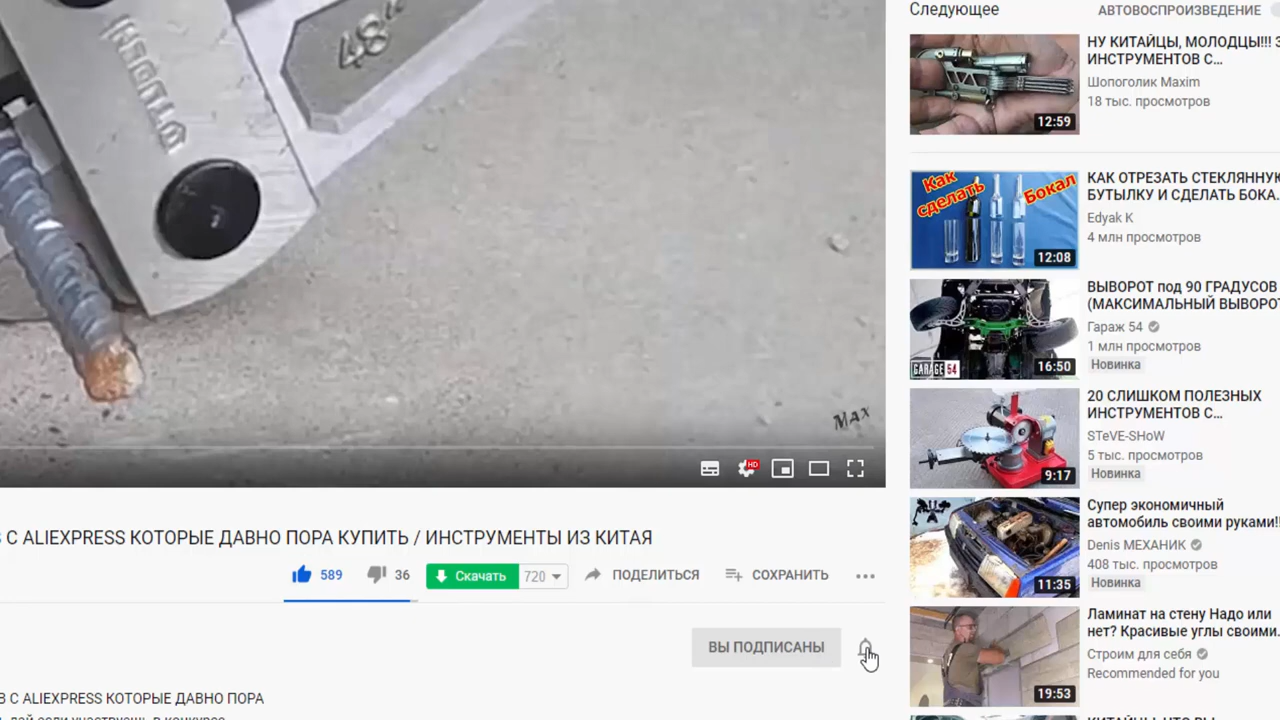 48"
MAX
С ALIEXPRESS КОТОРЫЕ ДАВНО ПОРА КУПИТЬ / ИНСТРУМЕНТЫ ИЗ КИТАЯ
589
36
Скачать
720
ПОДЕЛИТЬСЯ
СОХРАНИТЬ
ВЫ ПОДПИСАНЫ
В С ALIEXPRESS КОТОРЫЕ ДАВНО ПОРА
Следующее
АВТОВОСПРОИЗВЕДЕНИЕ
НУ КИТАЙЦЫ, МОЛОДЦЫ!!! 3
ИНСТРУМЕНТОВ С...
Шопоголик Maxim
18 тыс. просмотров
12:59
КАК ОТРЕЗАТЬ СТЕКЛЯННУЮ
БУТЫЛКУ И СДЕЛАТЬ БОКА...
Edyak K
4 млн просмотров
Как
сделать
Бокал
12:08
ВЫВОРОТ под 90 ГРАДУСОВ
(МАКСИМАЛЬНЫЙ ВЫВОРОТ
Гараж 54
1 млн просмотров
Новинка
GARAGE 54
16:50
20 СЛИШКОМ ПОЛЕЗНЫХ
ИНСТРУМЕНТОВ С...
STeVE-SHoW
5 тыс. просмотров
Новинка
9:17
Супер экономичный
автомобиль своими руками!!
Denis МЕХАНИК
408 тыс. просмотров
Новинка
11:35
Ламинат на стену Надо или
нет? Красивые углы своими...
Строим для себя
Recommended for you
19:53